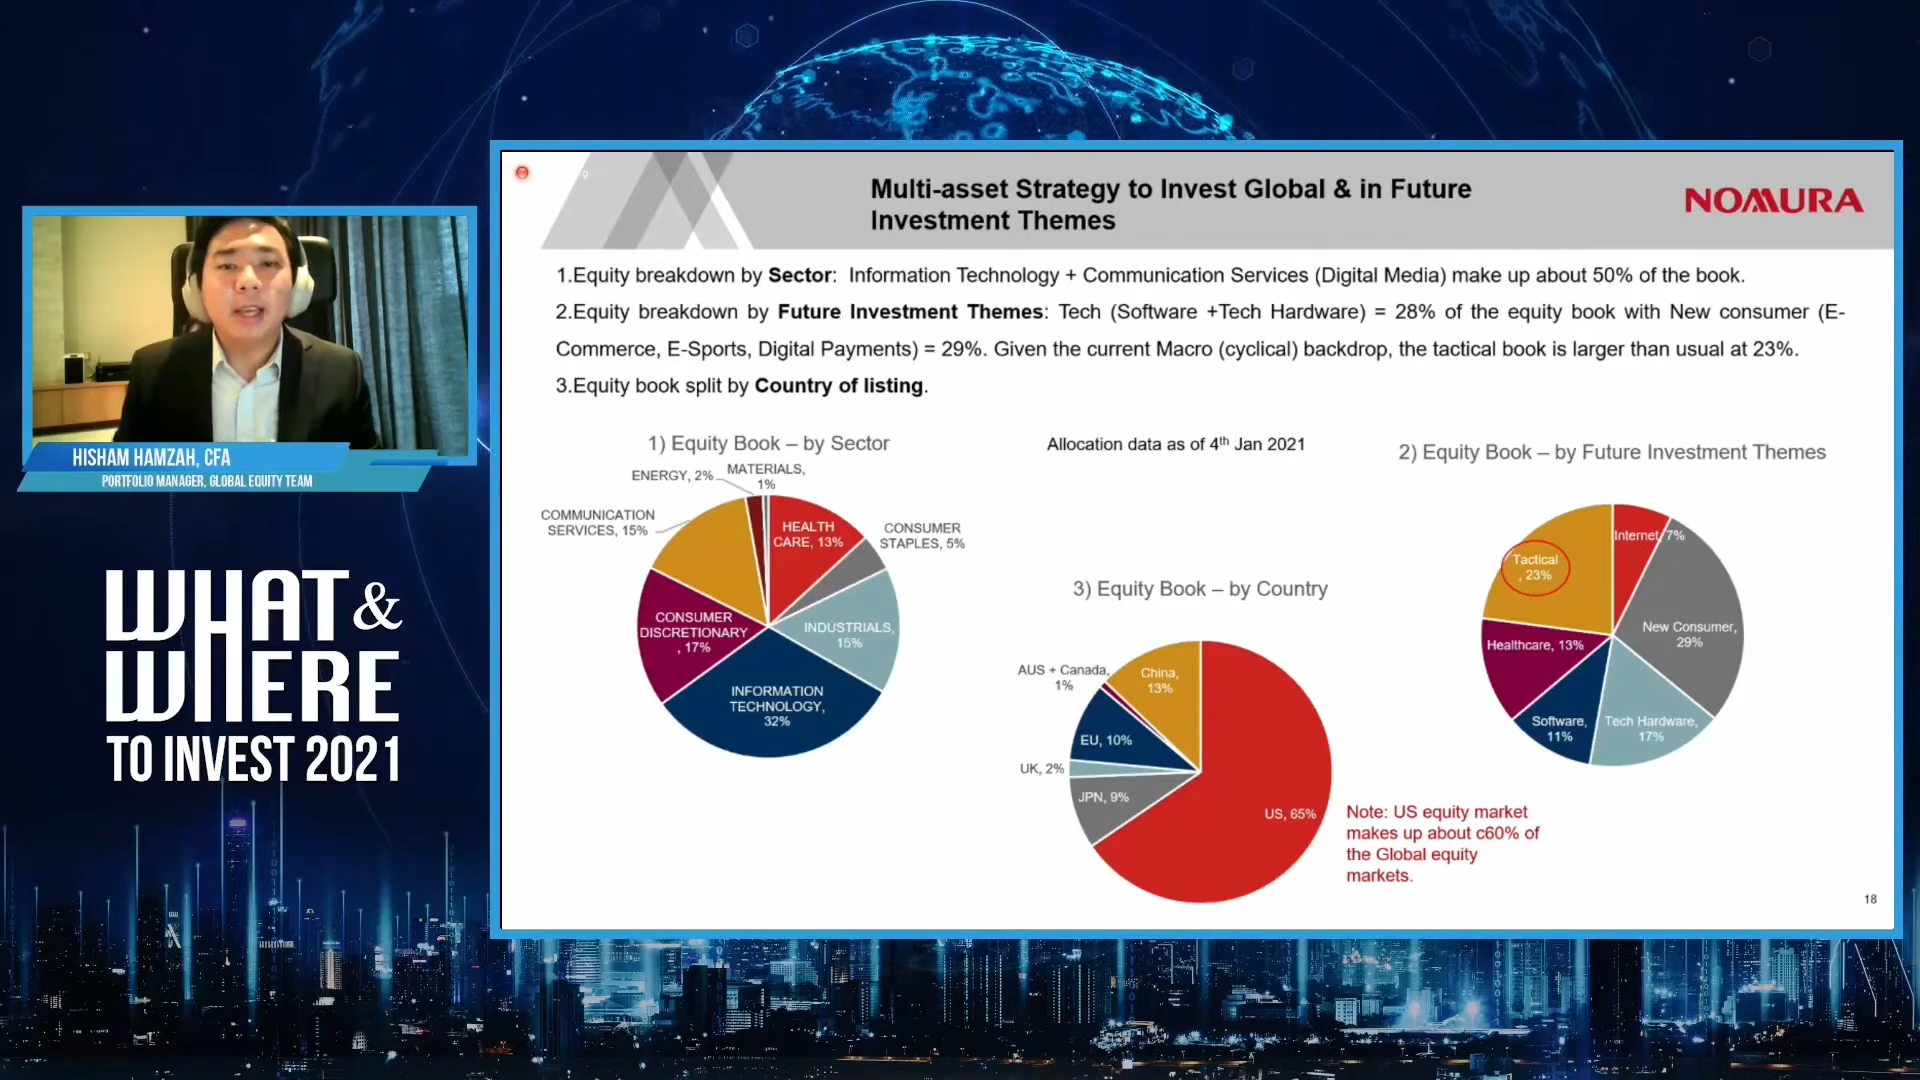 Multi-asset Strategy to Invest Global & in Future
Investment Themes
NOMURA
1.Equity breakdown by Sector: Information Technology + Communication Services (Digital Media) make up about 50% of the book.
2.Equity breakdown by Future Investment Themes: Tech (Software +Tech Hardware) = 28% of the equity book with New consumer (E-
Commerce, E-Sports, Digital Payments) = 29%. Given the current Macro (cyclical) backdrop, the tactical book is larger than usual at 23%.
3.Equity book split by Country of listing.
HISHAM HAMZAH, CFA
PORTFOLIO MANAGER, GLOBAL EQUITY TEAM
WHAT &
WHERE
TO INVEST 2021
1) Equity Book – by Sector
ENERGY, 2%
MATERIALS,
1%
COMMUNICATION
SERVICES, 15%
HEALTH
CARE, 13%
CONSUMER
STAPLES, 5%
CONSUMER
DISCRETIONARY
, 17%
INDUSTRIALS,
15%
INFORMATION
TECHNOLOGY,
32%
Allocation data as of 4th Jan 2021
3) Equity Book – by Country
AUS + Canada,
1%
China,
13%
EU, 10%
UK, 2%
JPN, 9%
US, 65%
Note: US equity market
makes up about c60% of
the Global equity
markets.
2) Equity Book – by Future Investment Themes
Internet, 7%
Tactical
, 23%
New Consumer,
29%
Healthcare, 13%
Software,
11%
Tech Hardware,
17%
18